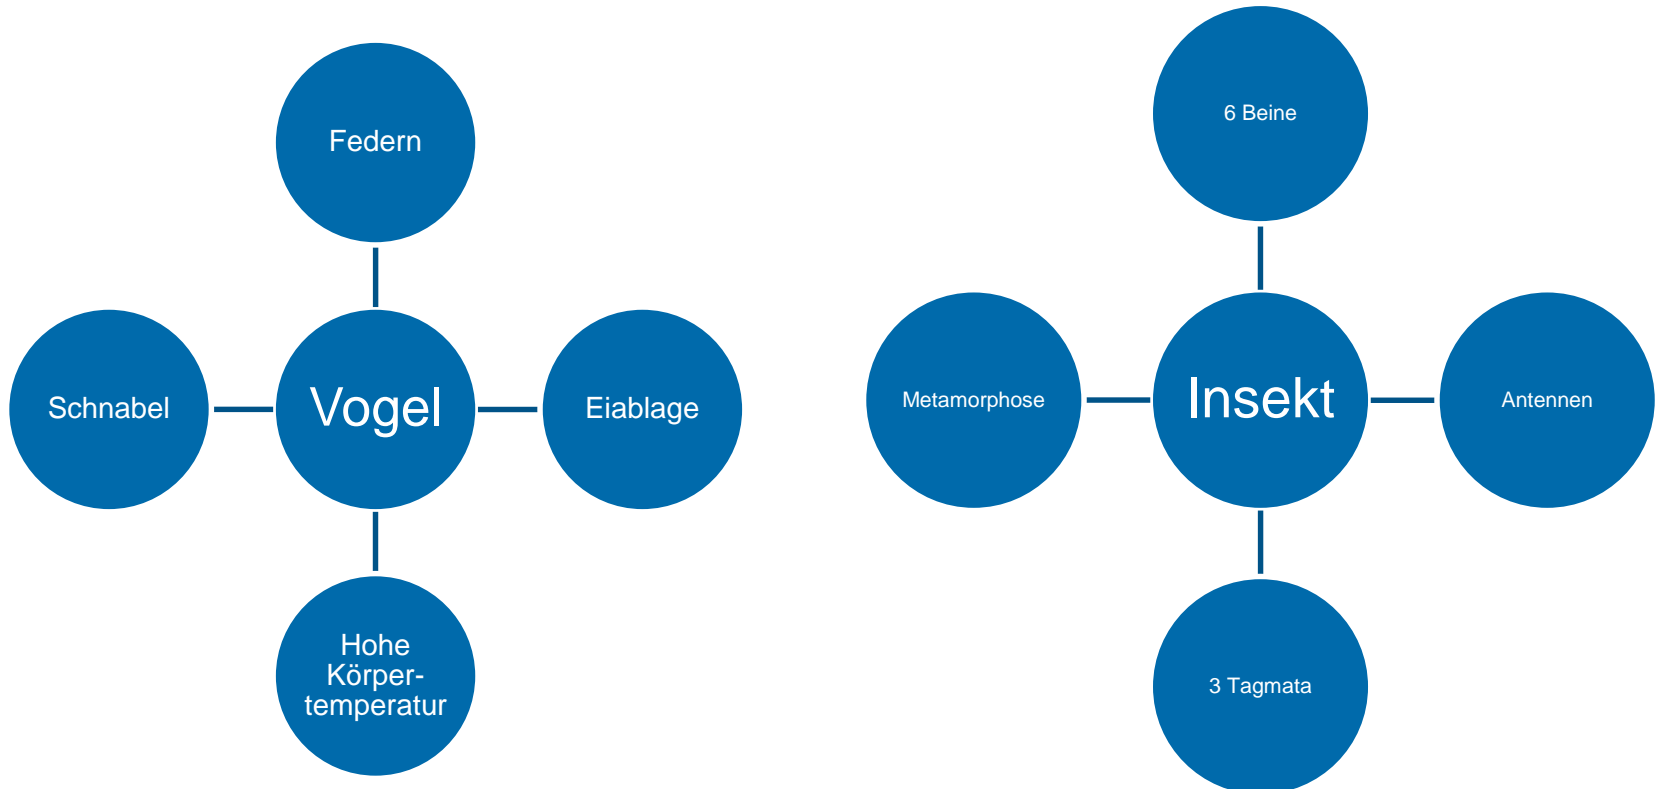 Federn
Schnabel
Vogel
Eiablage
Hohe
Körper-
temperatur
6 Beine
Metamorphose
Insekt
Antennen
3 Tagmata